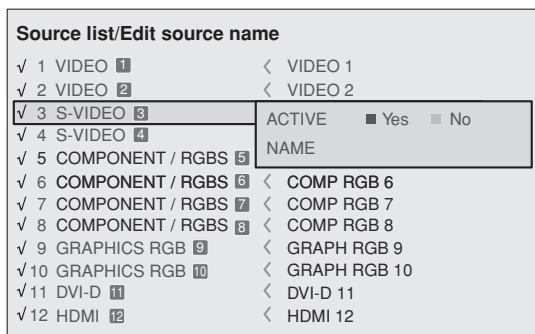 Source list/Edit source name
√ 1 VIDEO 1 < VIDEO 1
√ 2 VIDEO 2 < VIDEO 2
√ 3 S-VIDEO 3 ACTIVE ■ Yes ■ No
√ 4 S-VIDEO 4 NAME
√ 5 COMPONENT / RGBS 5
√ 6 COMPONENT / RGBS 6 < COMP RGB 6
√ 7 COMPONENT / RGBS 7 < COMP RGB 7
√ 8 COMPONENT / RGBS 8 < COMP RGB 8
√ 9 GRAPHICS RGB 9 < GRAPH RGB 9
√ 10 GRAPHICS RGB 10 < GRAPH RGB 10
√ 11 DVI-D 11 < DVI-D 11
√ 12 HDMI 12 < HDMI 12